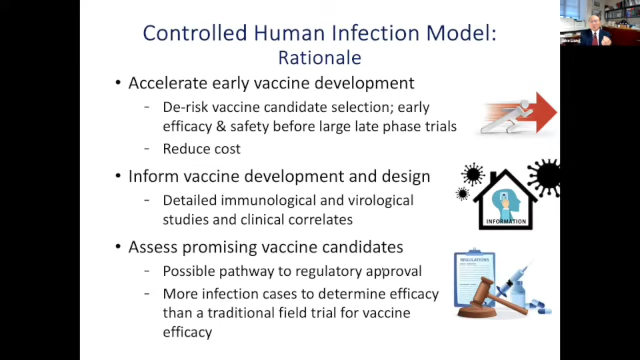 Controlled Human Infection Model:
Rationale
• Accelerate early vaccine development
- De-risk vaccine candidate selection; early
efficacy & safety before large late phase trials
- Reduce cost
• Inform vaccine development and design
- Detailed immunological and virological
studies and clinical correlates
INFORMATION
• Assess promising vaccine candidates
- Possible pathway to regulatory approval
- More infection cases to determine efficacy
than a traditional field trial for vaccine
efficacy
REGULATIONS